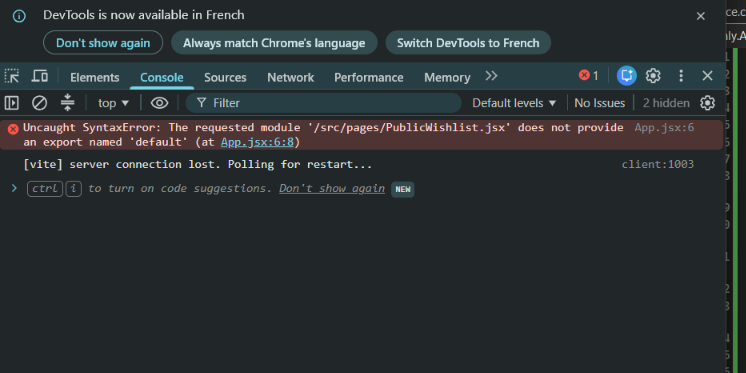 DevTools is now available in French
Don't show again Always match Chrome's language Switch DevTools to French
Elements Console Sources Network Performance Memory 1
top Filter Default levels No Issues 2 hidden
Uncaught SyntaxError: The requested module '/src/pages/PublicWishlist.jsx' does not provide App.jsx:6
an export named 'default' (at App.jsx:6:8)
[vite] server connection lost. Polling for restart... client:1003
ctrl i to turn on code suggestions. Don't show again NEW